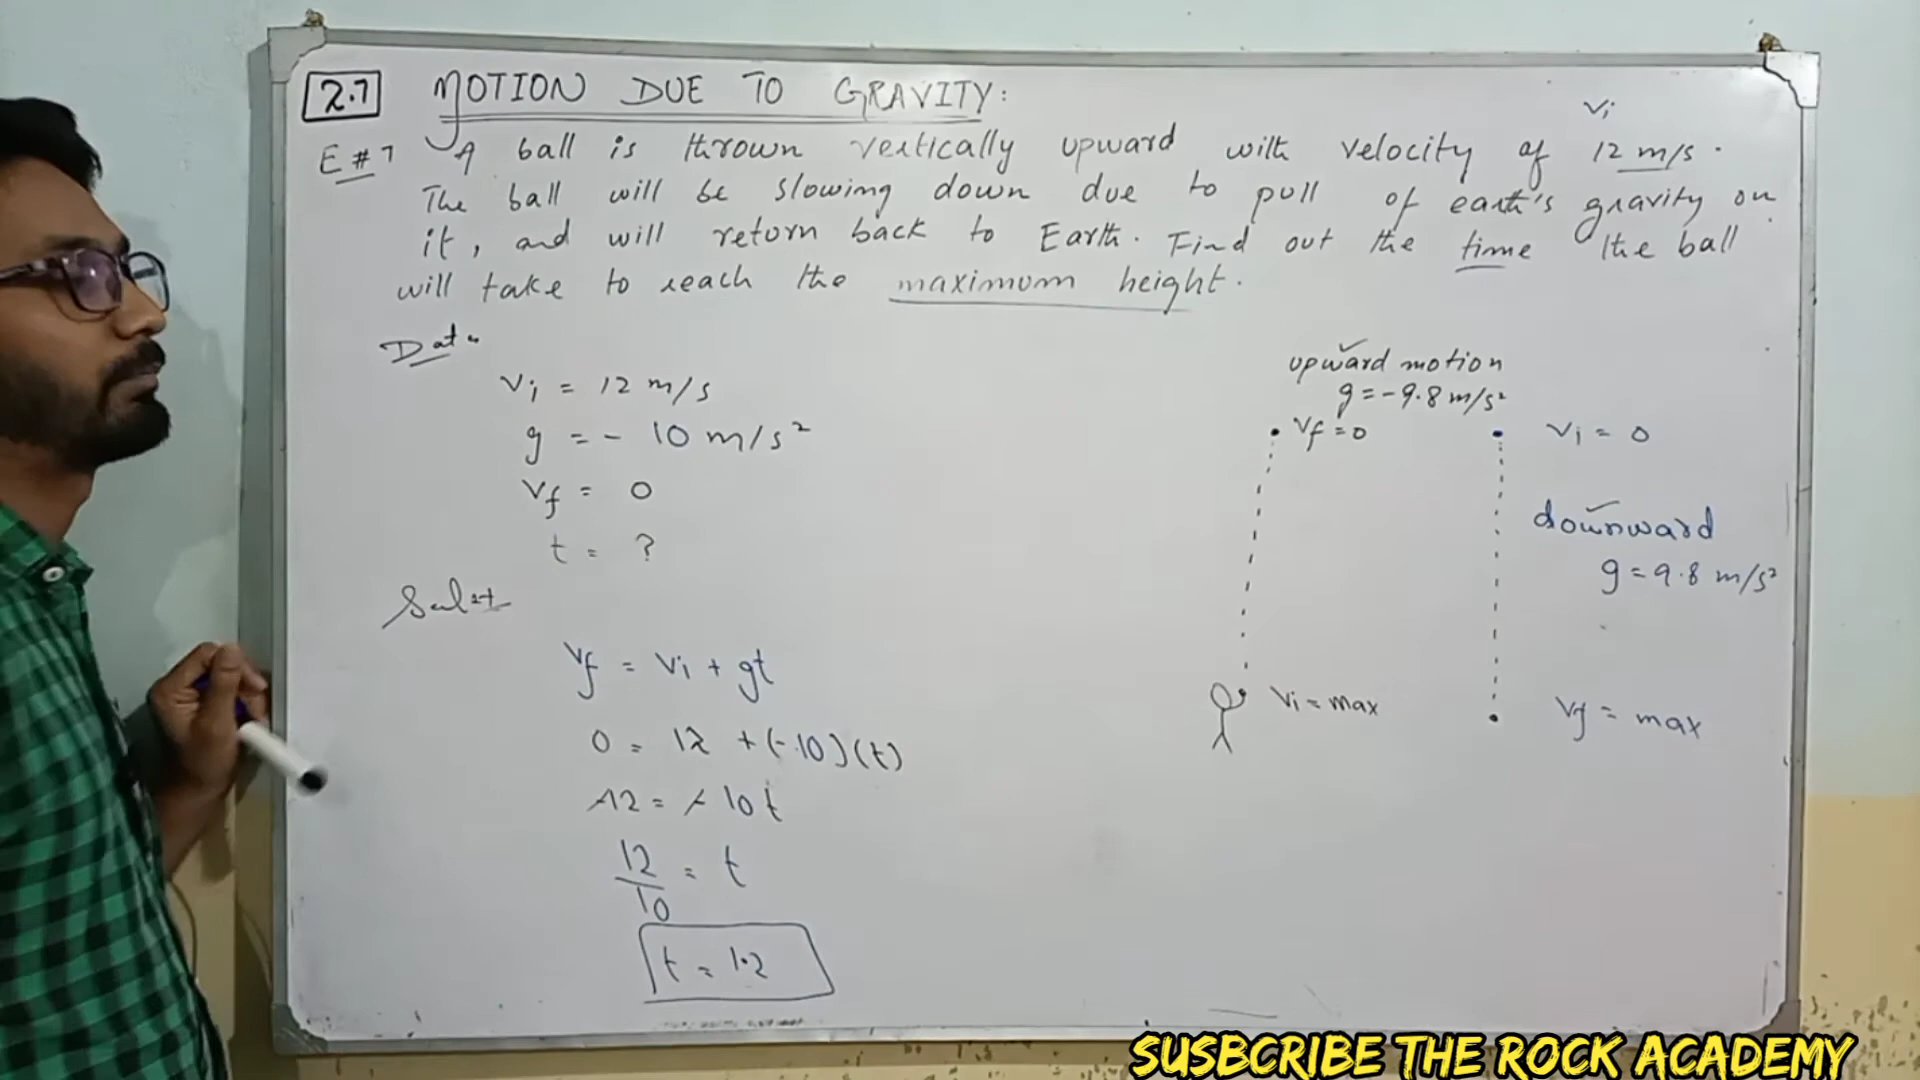 2.7 MOTION DUE TO GRAVITY:
Vi
E # 7 A ball is thrown vertically upward with velocity of 12 m/s.
The ball will be slowing down due to pull of earth's gravity on
it, and will return back to Earth. Find out the time the ball
will take to reach the maximum height.
Data
Vi = 12 m/s
g = - 10 m/s²
Vf = 0
t = ?
Vf = Vi + gt
0 = 12 + (-10)(t)
-12 = - 10 t
12/10 = t
t = 1.2
upward motion
g = -9.8 m/s²
Vf = 0
Vi = max
Vi = 0
downward
g = 9.8 m/s²
Vf = max
SUSBCRIBE THE ROCK ACADEMY